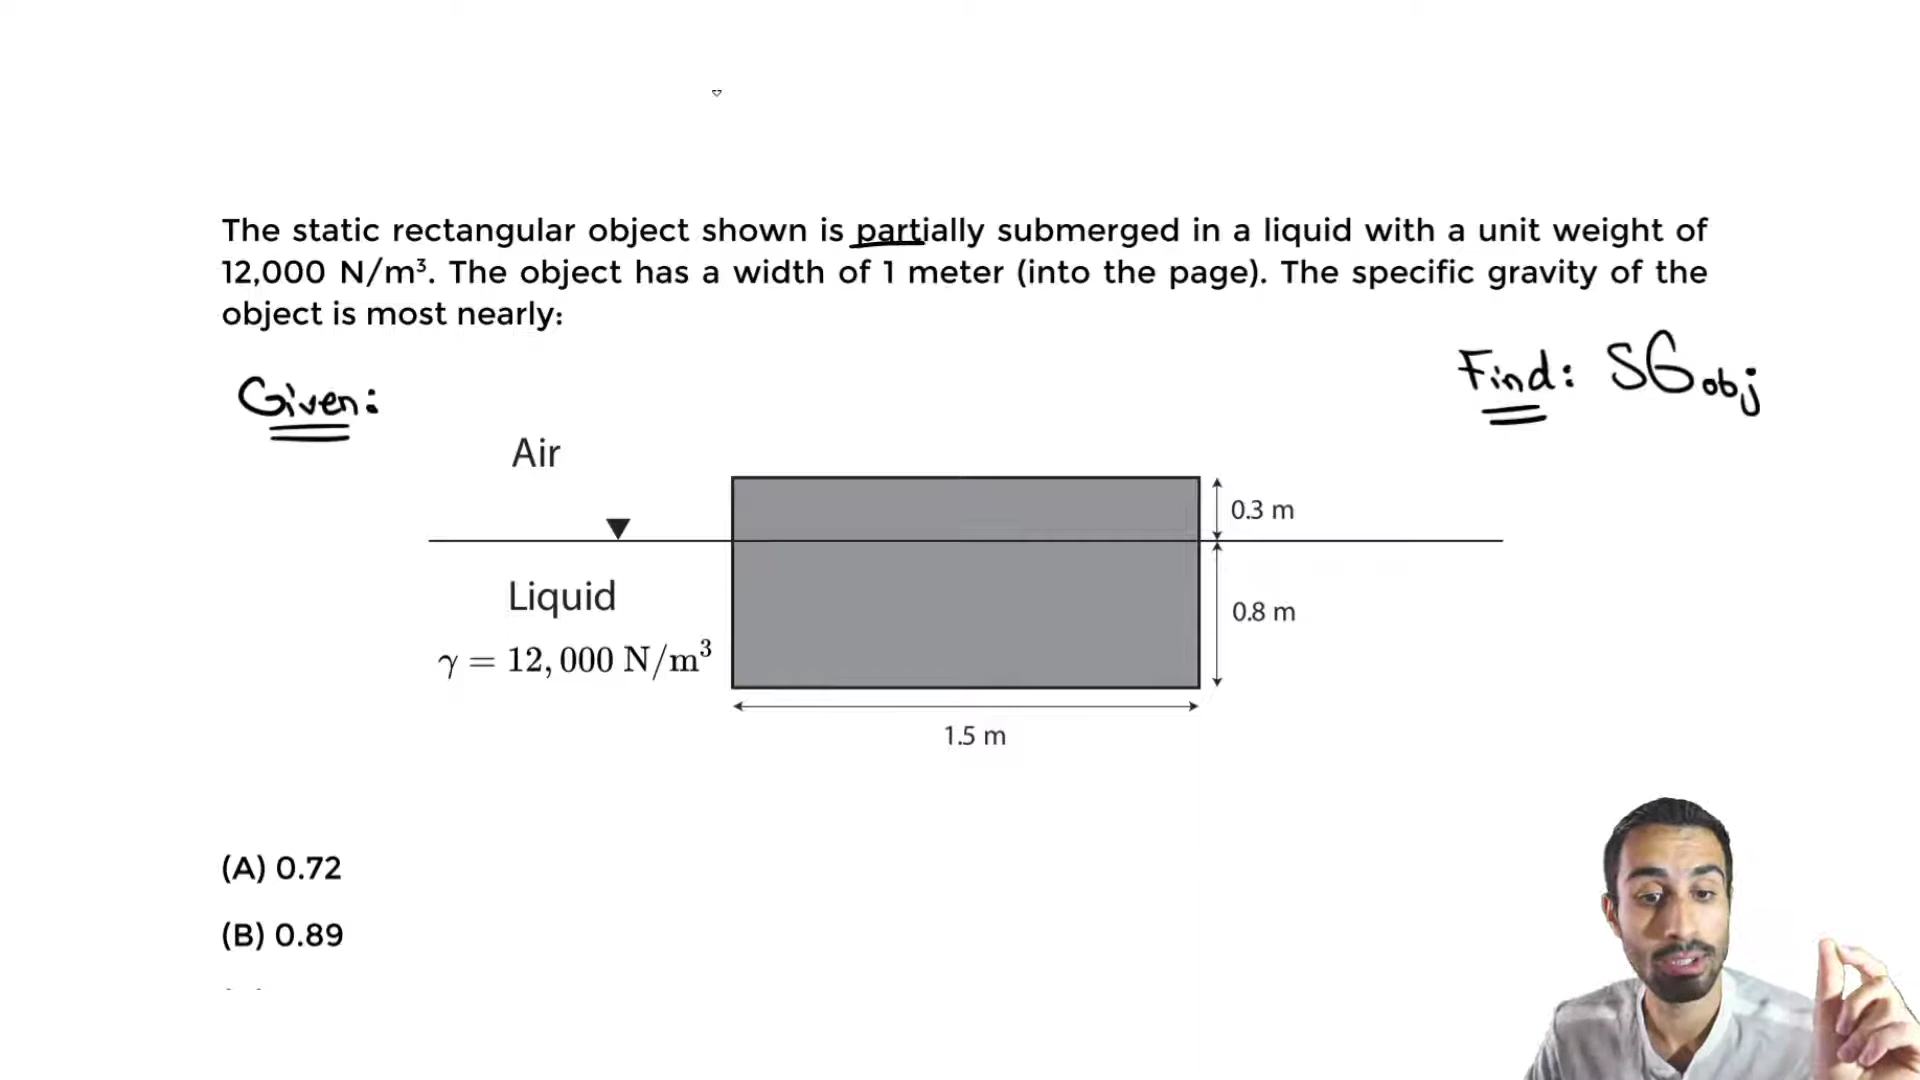 The static rectangular object shown is partially submerged in a liquid with a unit weight of
12,000 N/m³. The object has a width of 1 meter (into the page). The specific gravity of the
object is most nearly:
Given:
Find: SGobj
Air
0.3 m
Liquid
0.8 m
γ = 12,000 N/m³
1.5 m
(A) 0.72
(B) 0.89